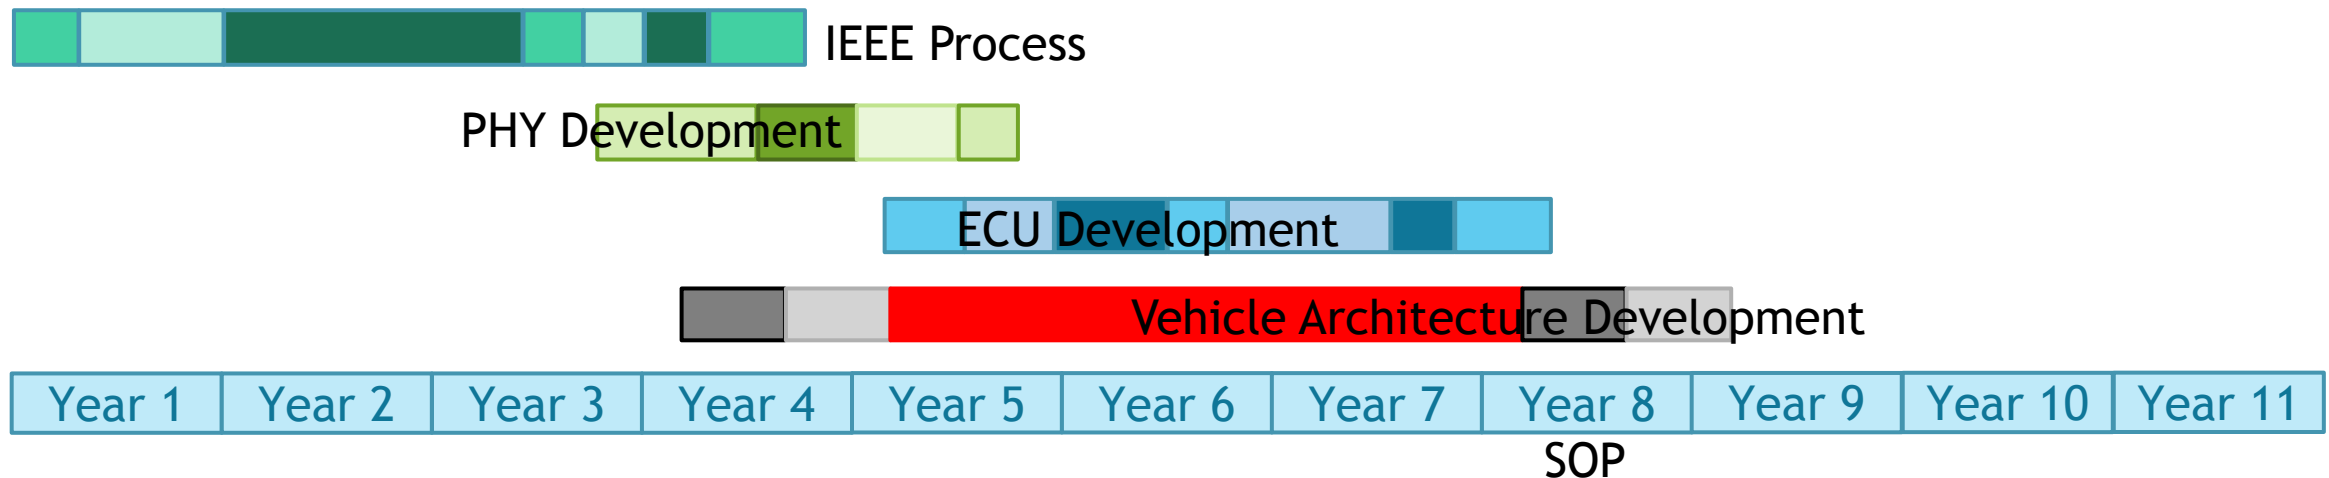 IEEE Process
PHY Development
ECU Development
Vehicle Architecture Development
Year 1 Year 2 Year 3 Year 4 Year 5 Year 6 Year 7 Year 8 Year 9 Year 10 Year 11
SOP